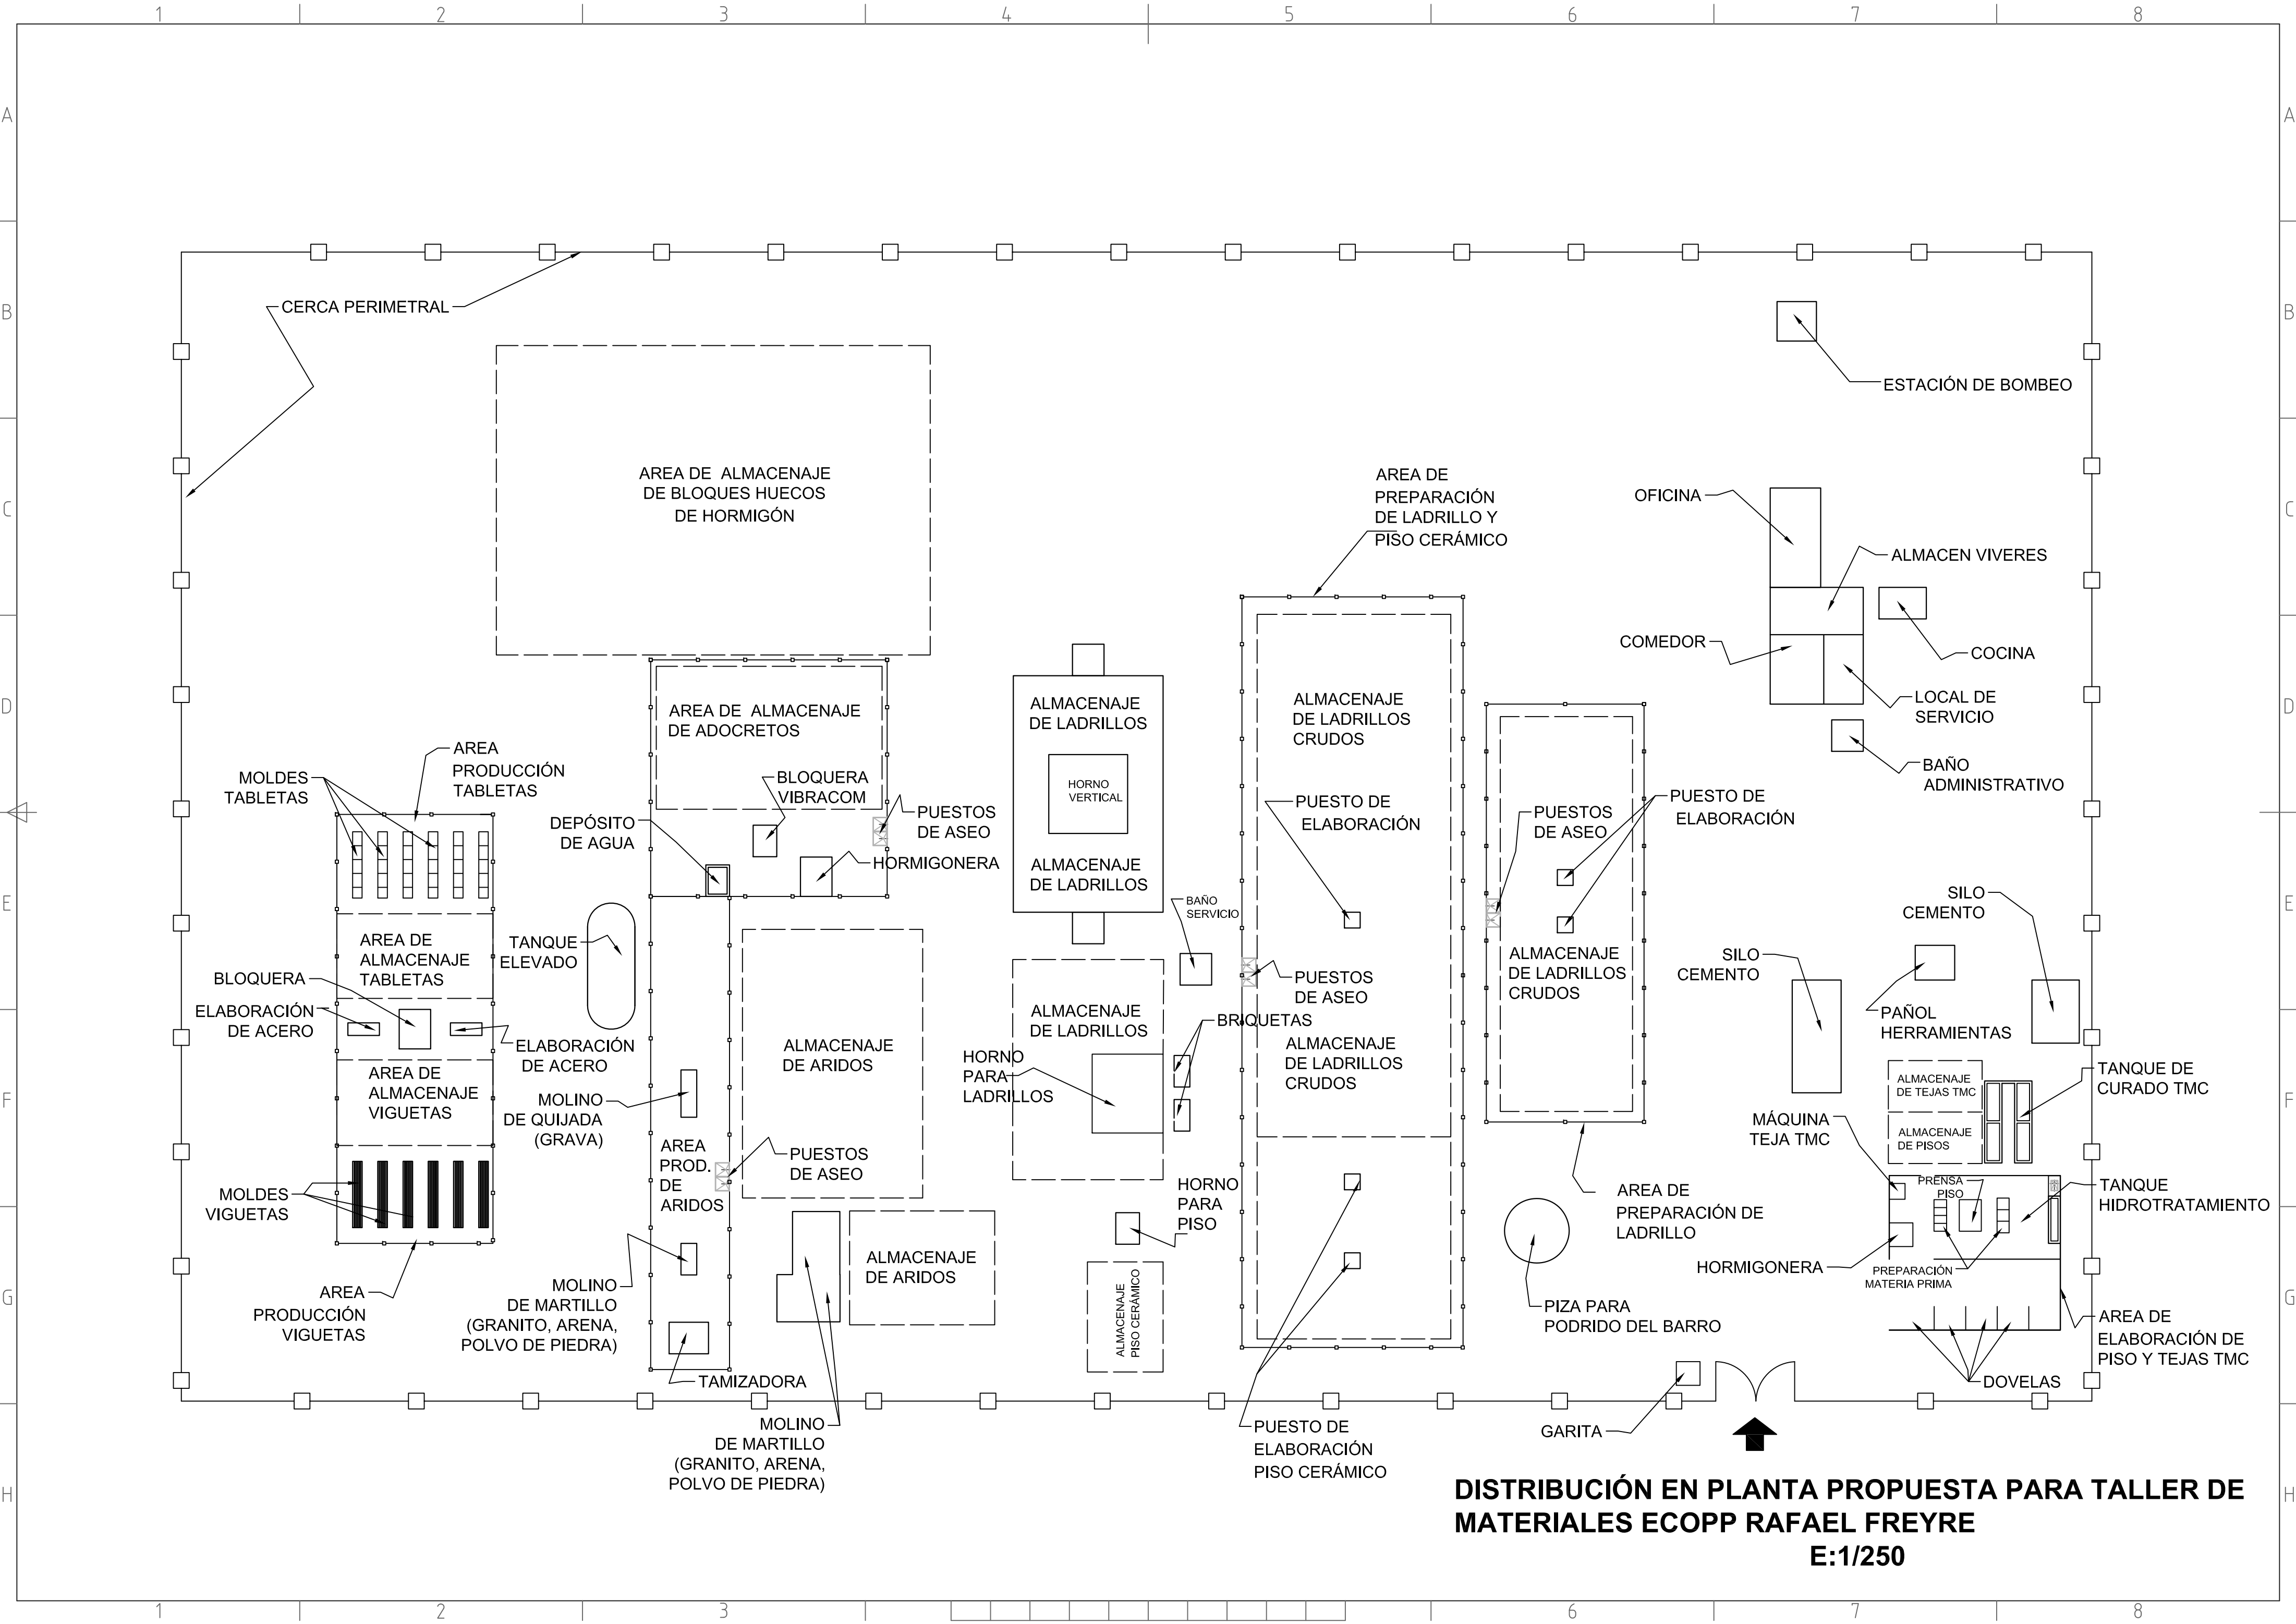 1 2 3 4 5 6 7 8
A
A
B
B
C
C
D
D
E
E
F
F
G
G
H
H
CERCA PERIMETRAL
ESTACIÓN DE BOMBEO
AREA DE ALMACENAJE
DE BLOQUES HUECOS
DE HORMIGÓN
AREA DE
PREPARACIÓN
DE LADRILLO Y
PISO CERÁMICO
OFICINA
ALMACEN VIVERES
COMEDOR
COCINA
LOCAL DE
SERVICIO
BAÑO
ADMINISTRATIVO
AREA DE ALMACENAJE
DE ADOCRETOS
BLOQUERA
VIBRACOM
PUESTOS
DE ASEO
DEPÓSITO
DE AGUA
HORMIGONERA
AREA
PRODUCCIÓN
TABLETAS
MOLDES
TABLETAS
AREA DE
ALMACENAJE
TABLETAS
BLOQUERA
ELABORACIÓN
DE ACERO
ELABORACIÓN
DE ACERO
AREA DE
ALMACENAJE
VIGUETAS
MOLDES
VIGUETAS
AREA
PRODUCCIÓN
VIGUETAS
TANQUE
ELEVADO
MOLINO
DE QUIJADA
(GRAVA)
AREA
PROD.
DE
ARIDOS
PUESTOS
DE ASEO
ALMACENAJE
DE ARIDOS
ALMACENAJE
DE ARIDOS
MOLINO
DE MARTILLO
(GRANITO, ARENA,
POLVO DE PIEDRA)
TAMIZADORA
MOLINO
DE MARTILLO
(GRANITO, ARENA,
POLVO DE PIEDRA)
ALMACENAJE
DE LADRILLOS
HORNO
VERTICAL
ALMACENAJE
DE LADRILLOS
BAÑO
SERVICIO
ALMACENAJE
DE LADRILLOS
BRIQUETAS
HORNO
PARA
LADRILLOS
HORNO
PARA
PISO
ALMACENAJE
PISO CERÁMICO
ALMACENAJE
DE LADRILLOS
CRUDOS
PUESTO DE
ELABORACIÓN
PUESTOS
DE ASEO
ALMACENAJE
DE LADRILLOS
CRUDOS
PUESTO DE
ELABORACIÓN
PISO CERÁMICO
PUESTOS
DE ASEO
PUESTO DE
ELABORACIÓN
ALMACENAJE
DE LADRILLOS
CRUDOS
AREA DE
PREPARACIÓN DE
LADRILLO
PIZA PARA
PODRIDO DEL BARRO
GARITA
SILO
CEMENTO
SILO
CEMENTO
PAÑOL
HERRAMIENTAS
ALMACENAJE
DE TEJAS TMC
ALMACENAJE
DE PISOS
TANQUE DE
CURADO TMC
MÁQUINA
TEJA TMC
PRENSA
PISO
TANQUE
HIDROTRATAMIENTO
HORMIGONERA
PREPARACIÓN
MATERIA PRIMA
AREA DE
ELABORACIÓN DE
PISO Y TEJAS TMC
DOVELAS
DISTRIBUCIÓN EN PLANTA PROPUESTA PARA TALLER DE
MATERIALES ECOPP RAFAEL FREYRE
E:1/250
1 2 3 6 7 8